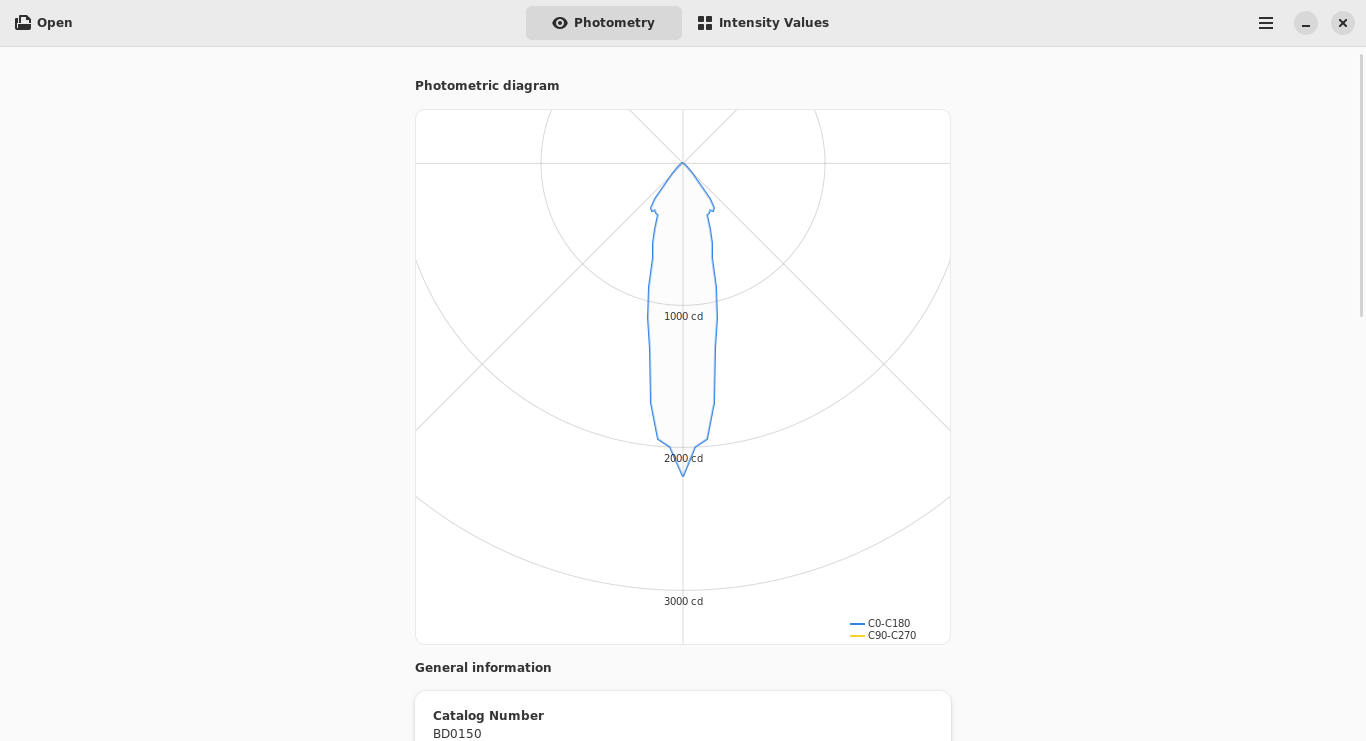 Open
Photometry
Intensity Values
Photometric diagram
1000 cd
2000 cd
3000 cd
C0-C180
C90-C270
General information
Catalog Number
BD0150